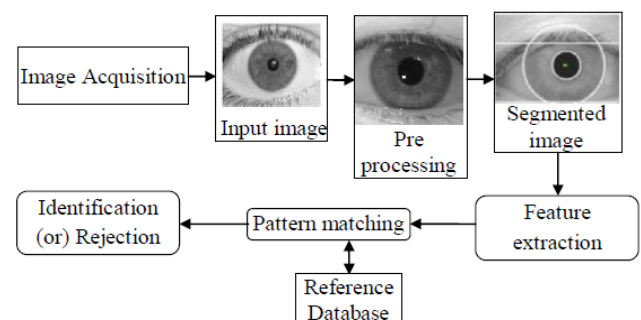 Image Acquisition
Input image
Pre
processing
Segmented
image
Feature
extraction
Pattern matching
Identification
(or) Rejection
Reference
Database